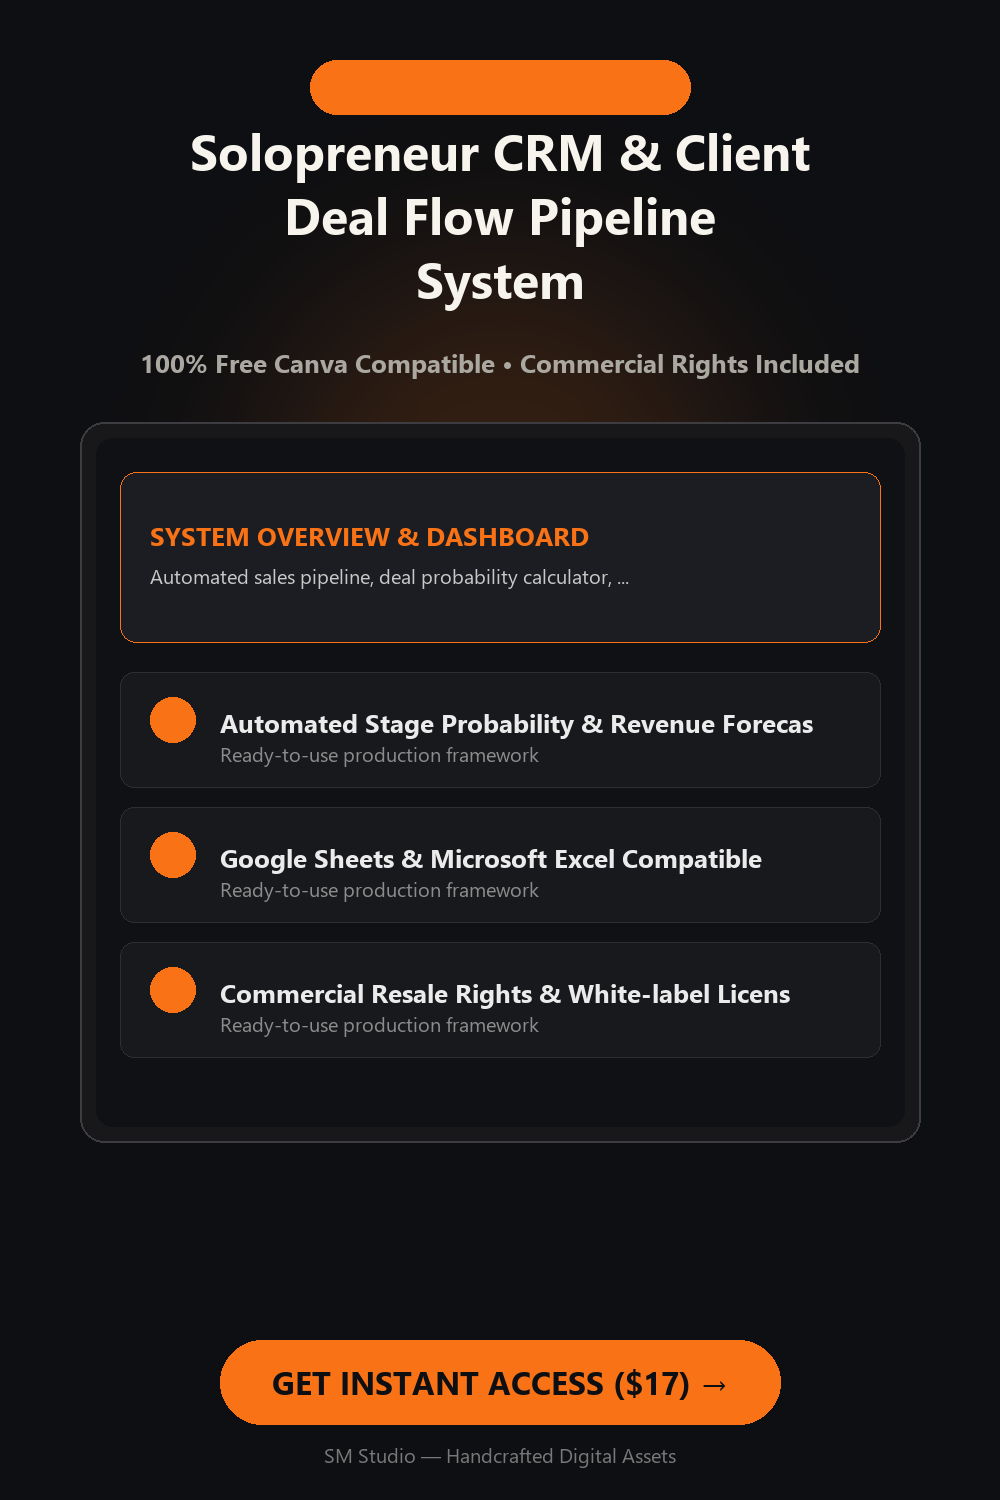 Solopreneur CRM & Client
Deal Flow Pipeline
System
100% Free Canva Compatible • Commercial Rights Included
SYSTEM OVERVIEW & DASHBOARD
Automated sales pipeline, deal probability calculator, ...
Automated Stage Probability & Revenue Forecas
Ready-to-use production framework
Google Sheets & Microsoft Excel Compatible
Ready-to-use production framework
Commercial Resale Rights & White-label Licens
Ready-to-use production framework
GET INSTANT ACCESS ($17) →
SM Studio — Handcrafted Digital Assets